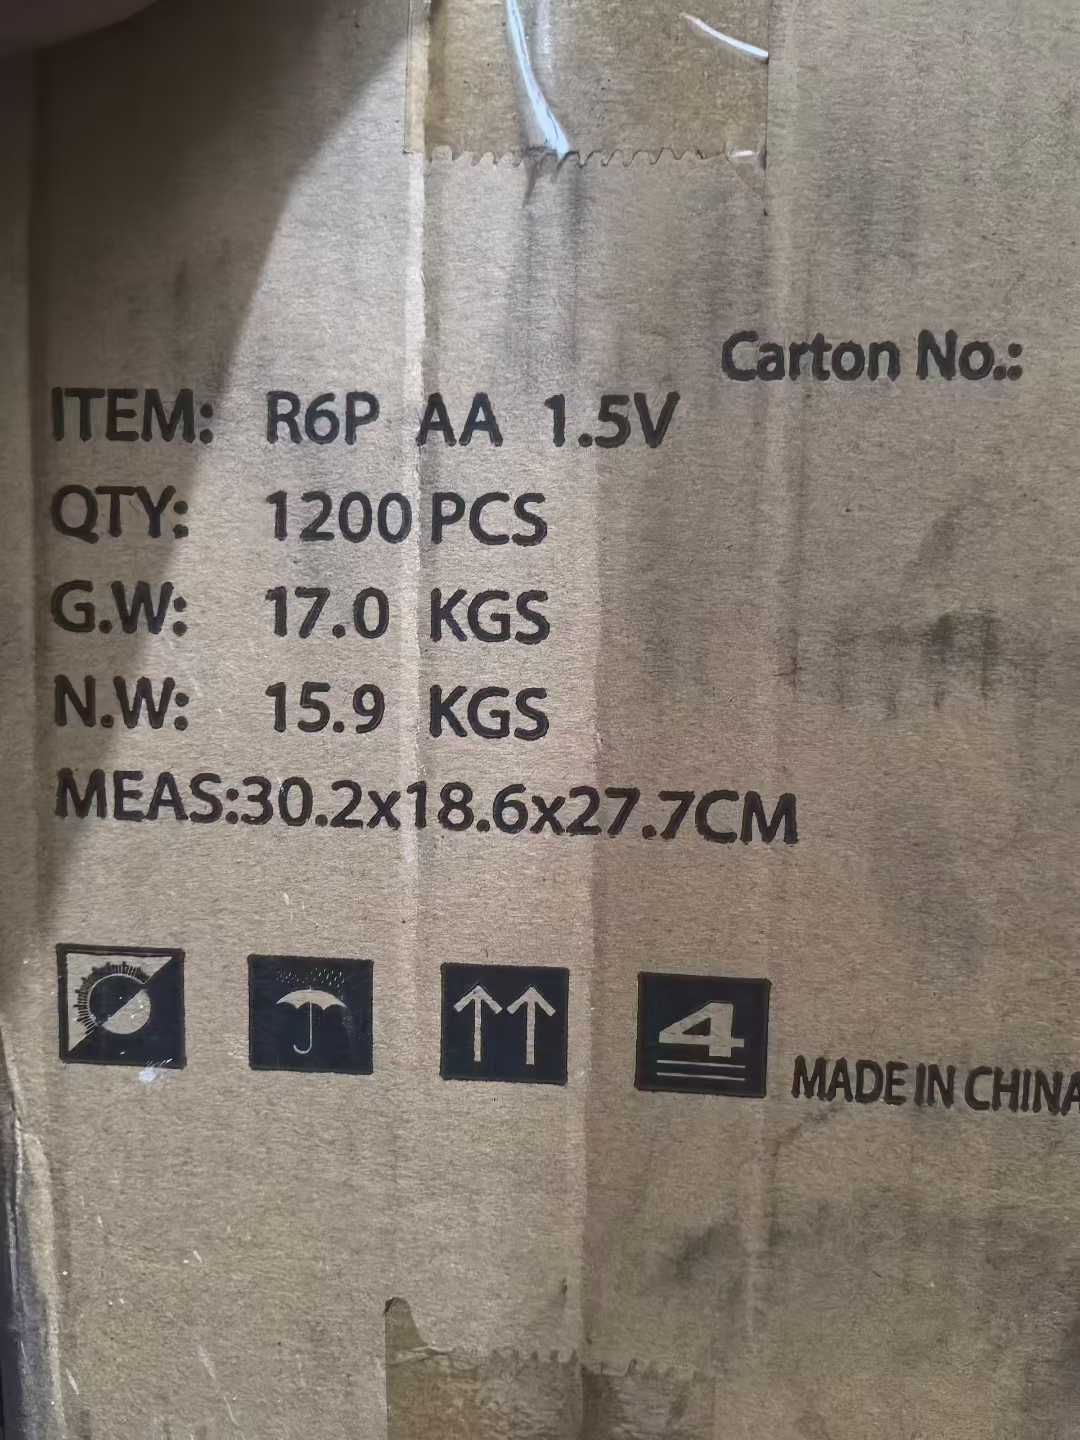 Carton No.:
ITEM: R6P AA 1.5V
QTY: 1200 PCS
G.W: 17.0 KGS
N.W: 15.9 KGS
MEAS:30.2x18.6x27.7CM
4
MADE IN CHINA